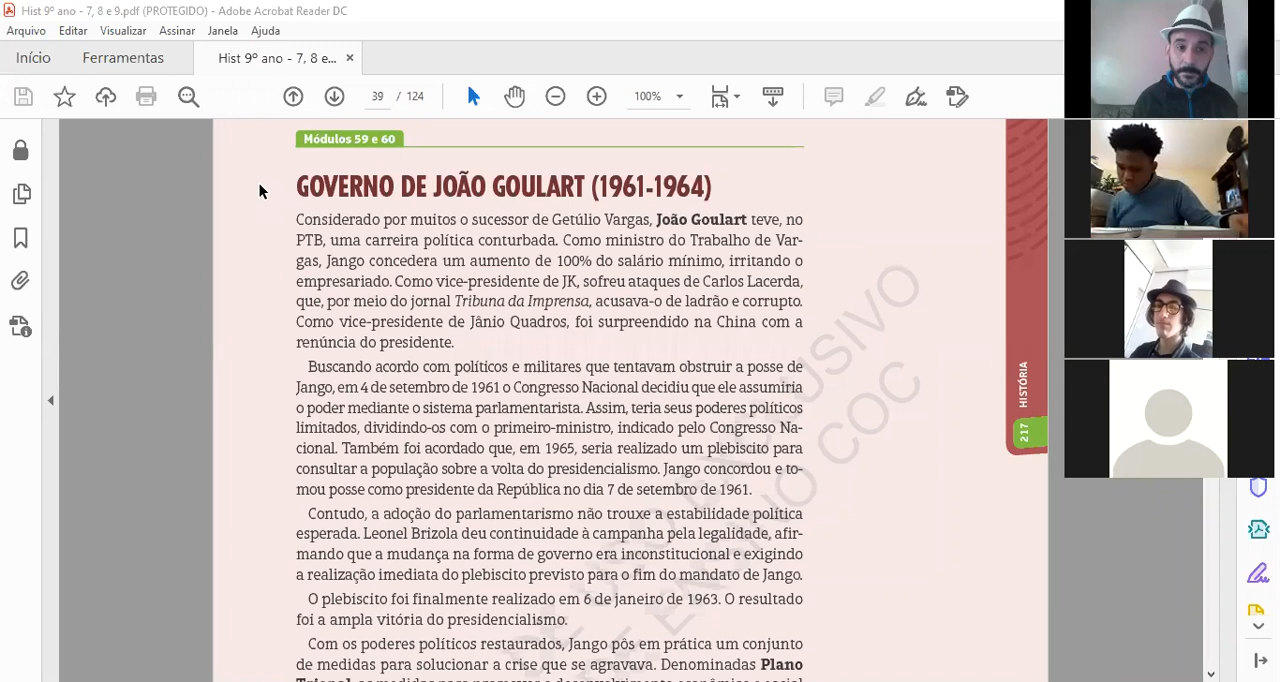 Hist 9º ano - 7, 8 e 9.pdf (PROTEGIDO) - Adobe Acrobat Reader DC
Arquivo Editar Visualizar Assinar Janela Ajuda
Início Ferramentas Hist 9º ano - 7, 8 e... ×
39 / 124 100%
Módulos 59 e 60
GOVERNO DE JOÃO GOULART (1961-1964)
Considerado por muitos o sucessor de Getúlio Vargas, João Goulart teve, no
PTB, uma carreira política conturbada. Como ministro do Trabalho de Var-
gas, Jango concedera um aumento de 100% do salário mínimo, irritando o
empresariado. Como vice-presidente de JK, sofreu ataques de Carlos Lacerda,
que, por meio do jornal Tribuna da Imprensa, acusava-o de ladrão e corrupto.
Como vice-presidente de Jânio Quadros, foi surpreendido na China com a
renúncia do presidente.
Buscando acordo com políticos e militares que tentavam obstruir a posse de
Jango, em 4 de setembro de 1961 o Congresso Nacional decidiu que ele assumiria
o poder mediante o sistema parlamentarista. Assim, teria seus poderes políticos
limitados, dividindo-os com o primeiro-ministro, indicado pelo Congresso Na-
cional. Também foi acordado que, em 1965, seria realizado um plebiscito para
consultar a população sobre a volta do presidencialismo. Jango concordou e to-
mou posse como presidente da República no dia 7 de setembro de 1961.
Contudo, a adoção do parlamentarismo não trouxe a estabilidade política
esperada. Leonel Brizola deu continuidade à campanha pela legalidade, afir-
mando que a mudança na forma de governo era inconstitucional e exigindo
a realização imediata do plebiscito previsto para o fim do mandato de Jango.
O plebiscito foi finalmente realizado em 6 de janeiro de 1963. O resultado
foi a ampla vitória do presidencialismo.
Com os poderes políticos restaurados, Jango pôs em prática um conjunto
de medidas para solucionar a crise que se agravava. Denominadas Plano
HISTÓRIA
217
DE USO EXCLUSIVO
DE ENSINO COC